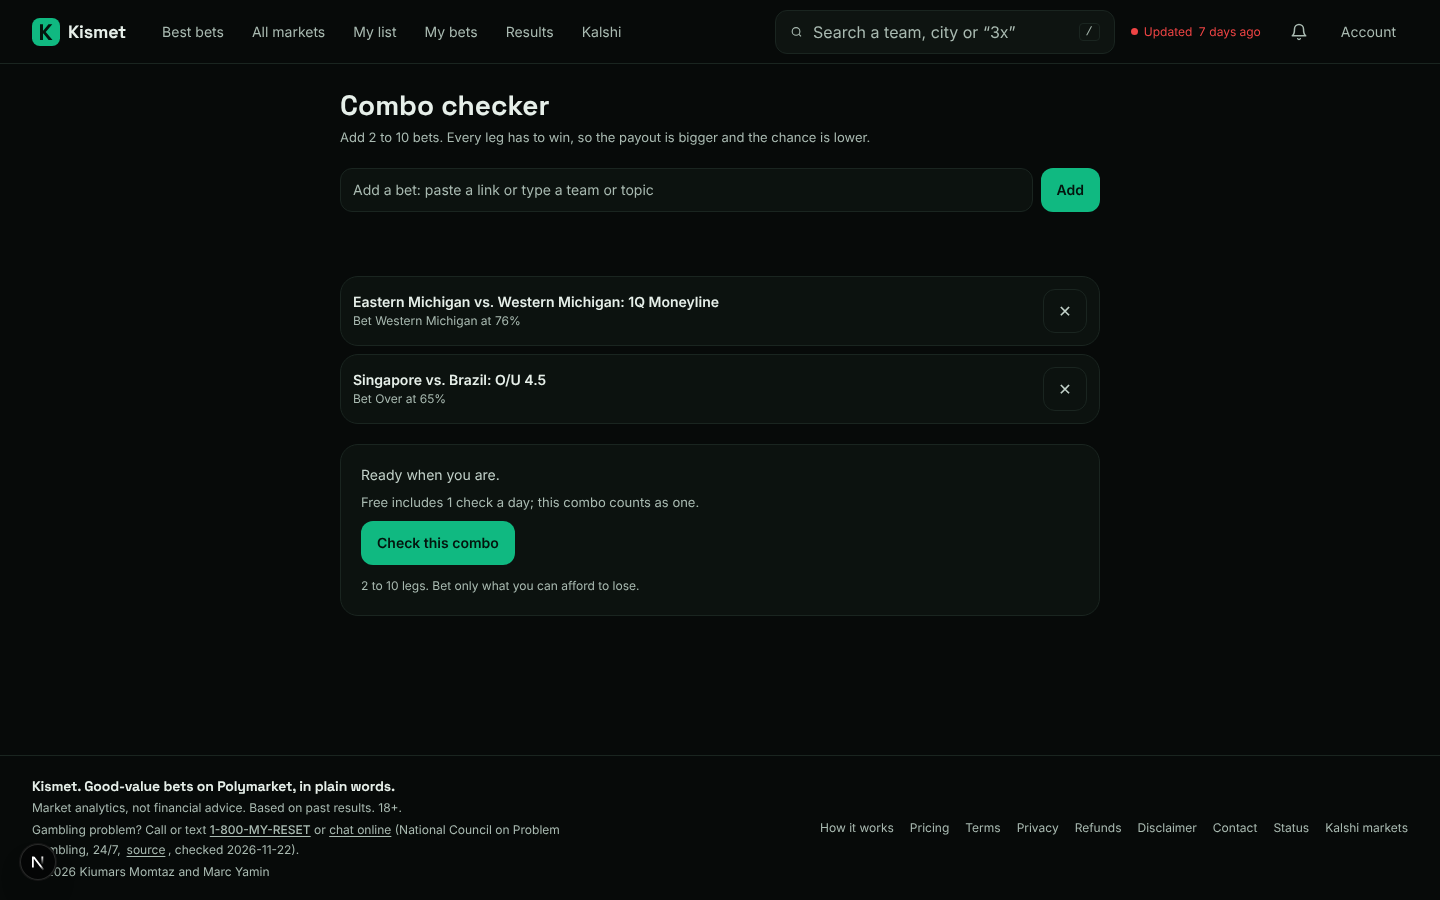 K Kismet
Best bets
All markets
My list
My bets
Results
Kalshi
Search a team, city or “3x”
/
Updated 7 days ago
Account
Combo checker
Add 2 to 10 bets. Every leg has to win, so the payout is bigger and the chance is lower.
Add a bet: paste a link or type a team or topic
Add
Eastern Michigan vs. Western Michigan: 1Q Moneyline
Bet Western Michigan at 76%
Singapore vs. Brazil: O/U 4.5
Bet Over at 65%
Ready when you are.
Free includes 1 check a day; this combo counts as one.
Check this combo
2 to 10 legs. Bet only what you can afford to lose.
Kismet. Good-value bets on Polymarket, in plain words.
Market analytics, not financial advice. Based on past results. 18+.
Gambling problem? Call or text 1-800-MY-RESET or chat online (National Council on Problem
mbling, 24/7, source , checked 2026-11-22).
N
026 Kiumars Momtaz and Marc Yamin
How it works
Pricing
Terms
Privacy
Refunds
Disclaimer
Contact
Status
Kalshi markets